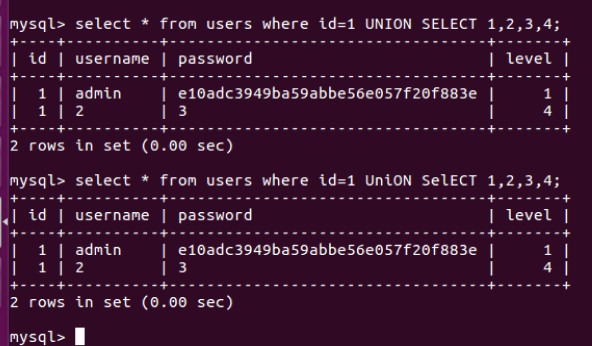 mysql> select * from users where id=1 UNION SELECT 1,2,3,4;
+----+----------+----------------------------------+-------+
| id | username | password                         | level |
+----+----------+----------------------------------+-------+
|  1 | admin    | e10adc3949ba59abbe56e057f20f883e |     1 |
|  1 | 2        | 3                                |     4 |
+----+----------+----------------------------------+-------+
2 rows in set (0.00 sec)
mysql> select * from users where id=1 UniON SelECT 1,2,3,4;
+----+----------+----------------------------------+-------+
| id | username | password                         | level |
+----+----------+----------------------------------+-------+
|  1 | admin    | e10adc3949ba59abbe56e057f20f883e |     1 |
|  1 | 2        | 3                                |     4 |
+----+----------+----------------------------------+-------+
2 rows in set (0.00 sec)
mysql>